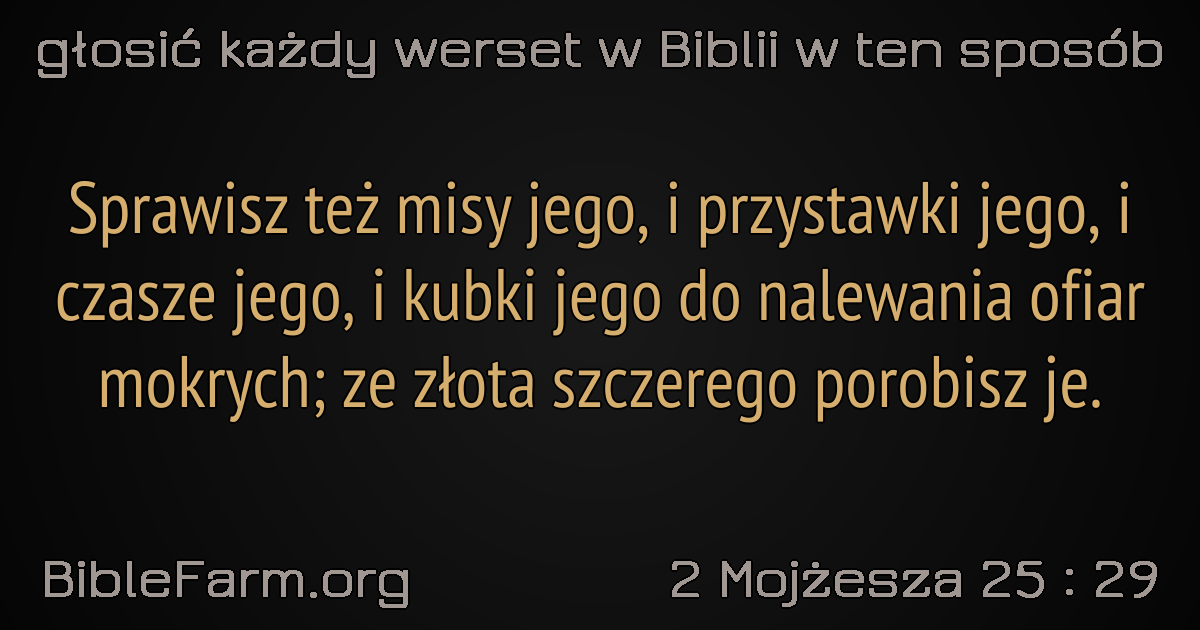 głosić każdy werset w Biblii w ten sposób
Sprawisz też misy jego, i przystawki jego, i
czasze jego, i kubki jego do nalewania ofiar
mokrych; ze złota szczerego porobisz je.
BibleFarm.org
2 Mojżesza 25 : 29